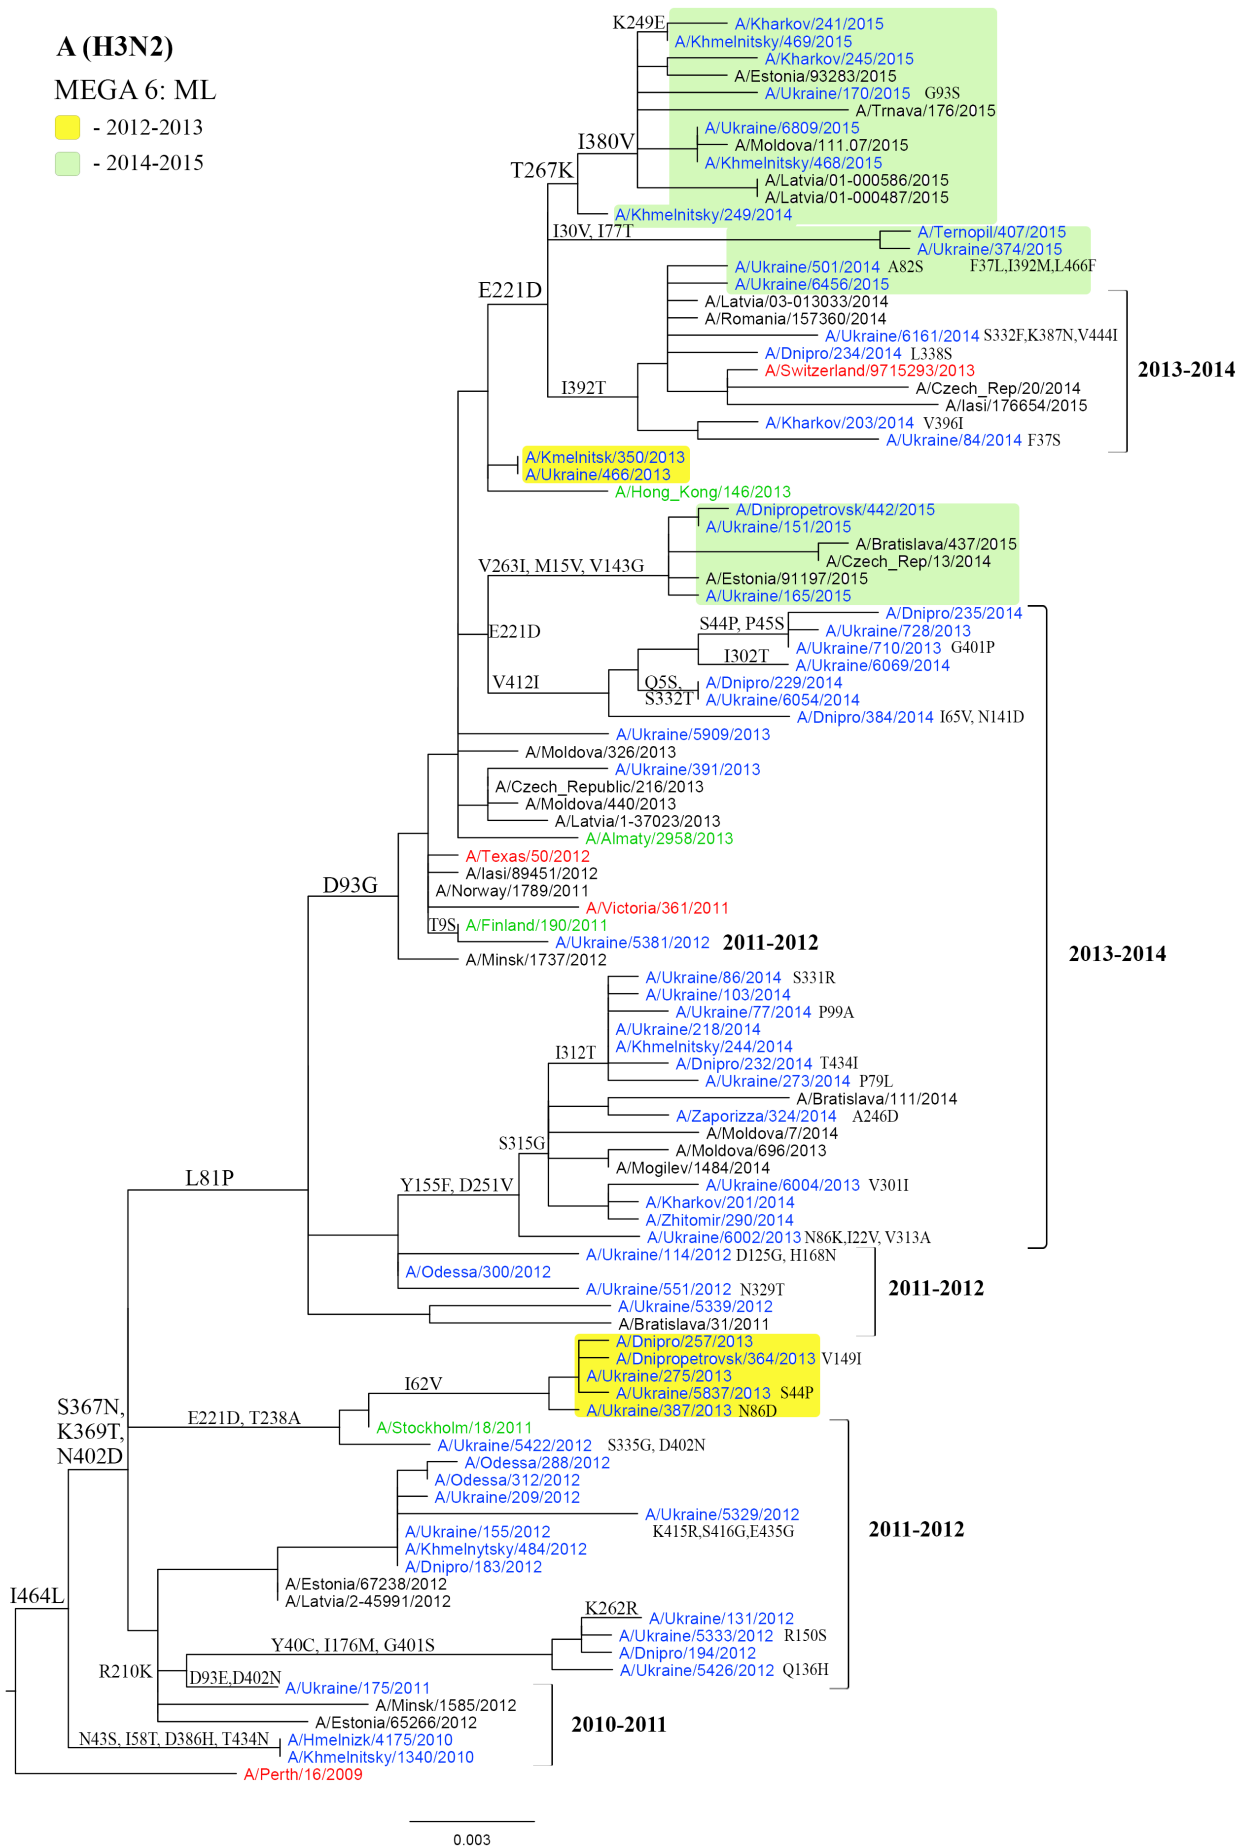 K249E
A/Kharkov/241/2015
A (H3N2)
A/Khmelnitsky/469/2015
A/Kharkov/245/2015
A/Estonia/93283/2015
MEGA 6: ML
A/Ukraine/170/2015 G93S
A/Trnava/176/2015
- 2012-2013
A/Ukraine/6809/2015
I380V
A/Moldova/111.07/2015
- 2014-2015
A/Khmelnitsky/468/2015
T267K
A/Latvia/01-000586/2015
A/Latvia/01-000487/2015
A/Khmelnitsky/249/2014
I30V, I77T
A/Ternopil/407/2015
A/Ukraine/374/2015
A/Ukraine/501/2014 A82S F37L,I392M,L466F
A/Ukraine/6456/2015
E221D
A/Latvia/03-013033/2014
A/Romania/157360/2014
A/Ukraine/6161/2014 S332F,K387N,V444I
A/Dnipro/234/2014 L338S
A/Switzerland/9715293/2013
2013-2014
I392T
A/Czech_Rep/20/2014
A/Iasi/176654/2015
A/Kharkov/203/2014 V396I
A/Ukraine/84/2014 F37S
A/Kmelnitsk/350/2013
A/Ukraine/466/2013
A/Hong_Kong/146/2013
A/Dnipropetrovsk/442/2015
A/Ukraine/151/2015
A/Bratislava/437/2015
A/Czech_Rep/13/2014
V263I, M15V, V143G
A/Estonia/91197/2015
A/Ukraine/165/2015
A/Dnipro/235/2014
S44P, P45S
A/Ukraine/728/2013
E221D
A/Ukraine/710/2013 G401P
I302T
A/Ukraine/6069/2014
V412I
Q5S,
S332T
A/Dnipro/229/2014
A/Ukraine/6054/2014
A/Dnipro/384/2014 I65V, N141D
A/Ukraine/5909/2013
A/Moldova/326/2013
A/Ukraine/391/2013
A/Czech_Republic/216/2013
A/Moldova/440/2013
A/Latvia/1-37023/2013
A/Almaty/2958/2013
A/Texas/50/2012
A/Iasi/89451/2012
D93G
A/Norway/1789/2011
A/Victoria/361/2011
T9S
A/Finland/190/2011
A/Ukraine/5381/2012 2011-2012
2013-2014
A/Minsk/1737/2012
A/Ukraine/86/2014 S331R
A/Ukraine/103/2014
A/Ukraine/77/2014 P99A
A/Ukraine/218/2014
A/Khmelnitsky/244/2014
I312T
A/Dnipro/232/2014 T434I
A/Ukraine/273/2014 P79L
A/Bratislava/111/2014
A/Zaporizza/324/2014 A246D
A/Moldova/7/2014
S315G
A/Moldova/696/2013
A/Mogilev/1484/2014
L81P
Y155F, D251V
A/Ukraine/6004/2013 V301I
A/Kharkov/201/2014
A/Zhitomir/290/2014
A/Ukraine/6002/2013 N86K,I22V, V313A
A/Ukraine/114/2012 D125G, H168N
A/Odessa/300/2012
A/Ukraine/551/2012 N329T
2011-2012
A/Ukraine/5339/2012
A/Bratislava/31/2011
A/Dnipro/257/2013
A/Dnipropetrovsk/364/2013 V149I
A/Ukraine/275/2013
I62V
A/Ukraine/5837/2013 S44P
A/Ukraine/387/2013 N86D
S367N,
K369T,
N402D
E221D, T238A
A/Stockholm/18/2011
A/Ukraine/5422/2012 S335G, D402N
A/Odessa/288/2012
A/Odessa/312/2012
A/Ukraine/209/2012
A/Ukraine/5329/2012
K415R,S416G,E435G
2011-2012
A/Ukraine/155/2012
A/Khmelnytsky/484/2012
A/Dnipro/183/2012
A/Estonia/67238/2012
A/Latvia/2-45991/2012
I464L
K262R
A/Ukraine/131/2012
A/Ukraine/5333/2012 R150S
Y40C, I176M, G401S
A/Dnipro/194/2012
A/Ukraine/5426/2012 Q136H
R210K
D93E,D402N
A/Ukraine/175/2011
A/Minsk/1585/2012
A/Estonia/65266/2012
2010-2011
N43S, I58T, D386H, T434N
A/Hmelnizk/4175/2010
A/Khmelnitsky/1340/2010
A/Perth/16/2009
0.003